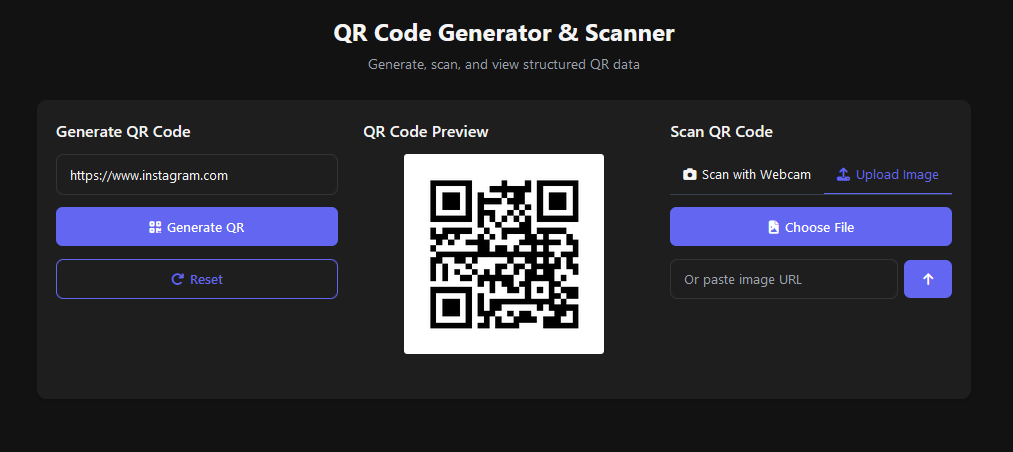 QR Code Generator & Scanner
Generate, scan, and view structured QR data
Generate QR Code
https://www.instagram.com
Generate QR
Reset
QR Code Preview
Scan QR Code
Scan with Webcam
Upload Image
Choose File
Or paste image URL